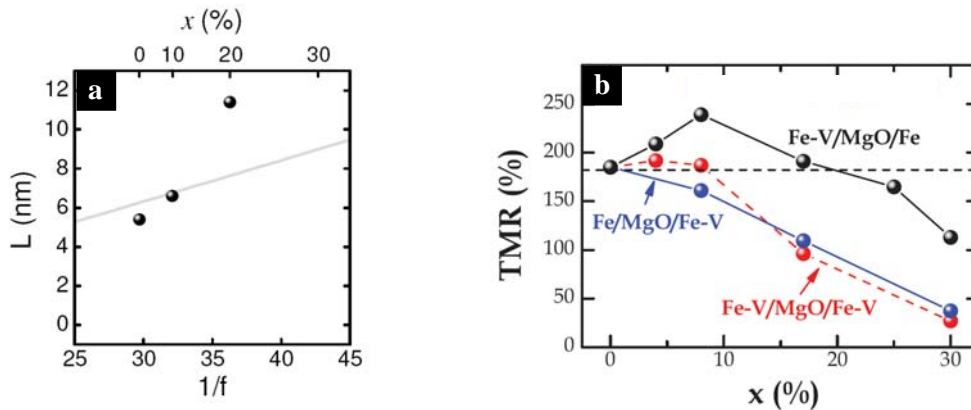 x (%)
0 10 20 30
a
12
10
8
6
4
2
0
L (nm)
25 30 35 40 45
1/f
b
250
200
150
100
50
0
TMR (%)
Fe-V/MgO/Fe
Fe/MgO/Fe-V
Fe-V/MgO/Fe-V
0 10 20 30
x (%)